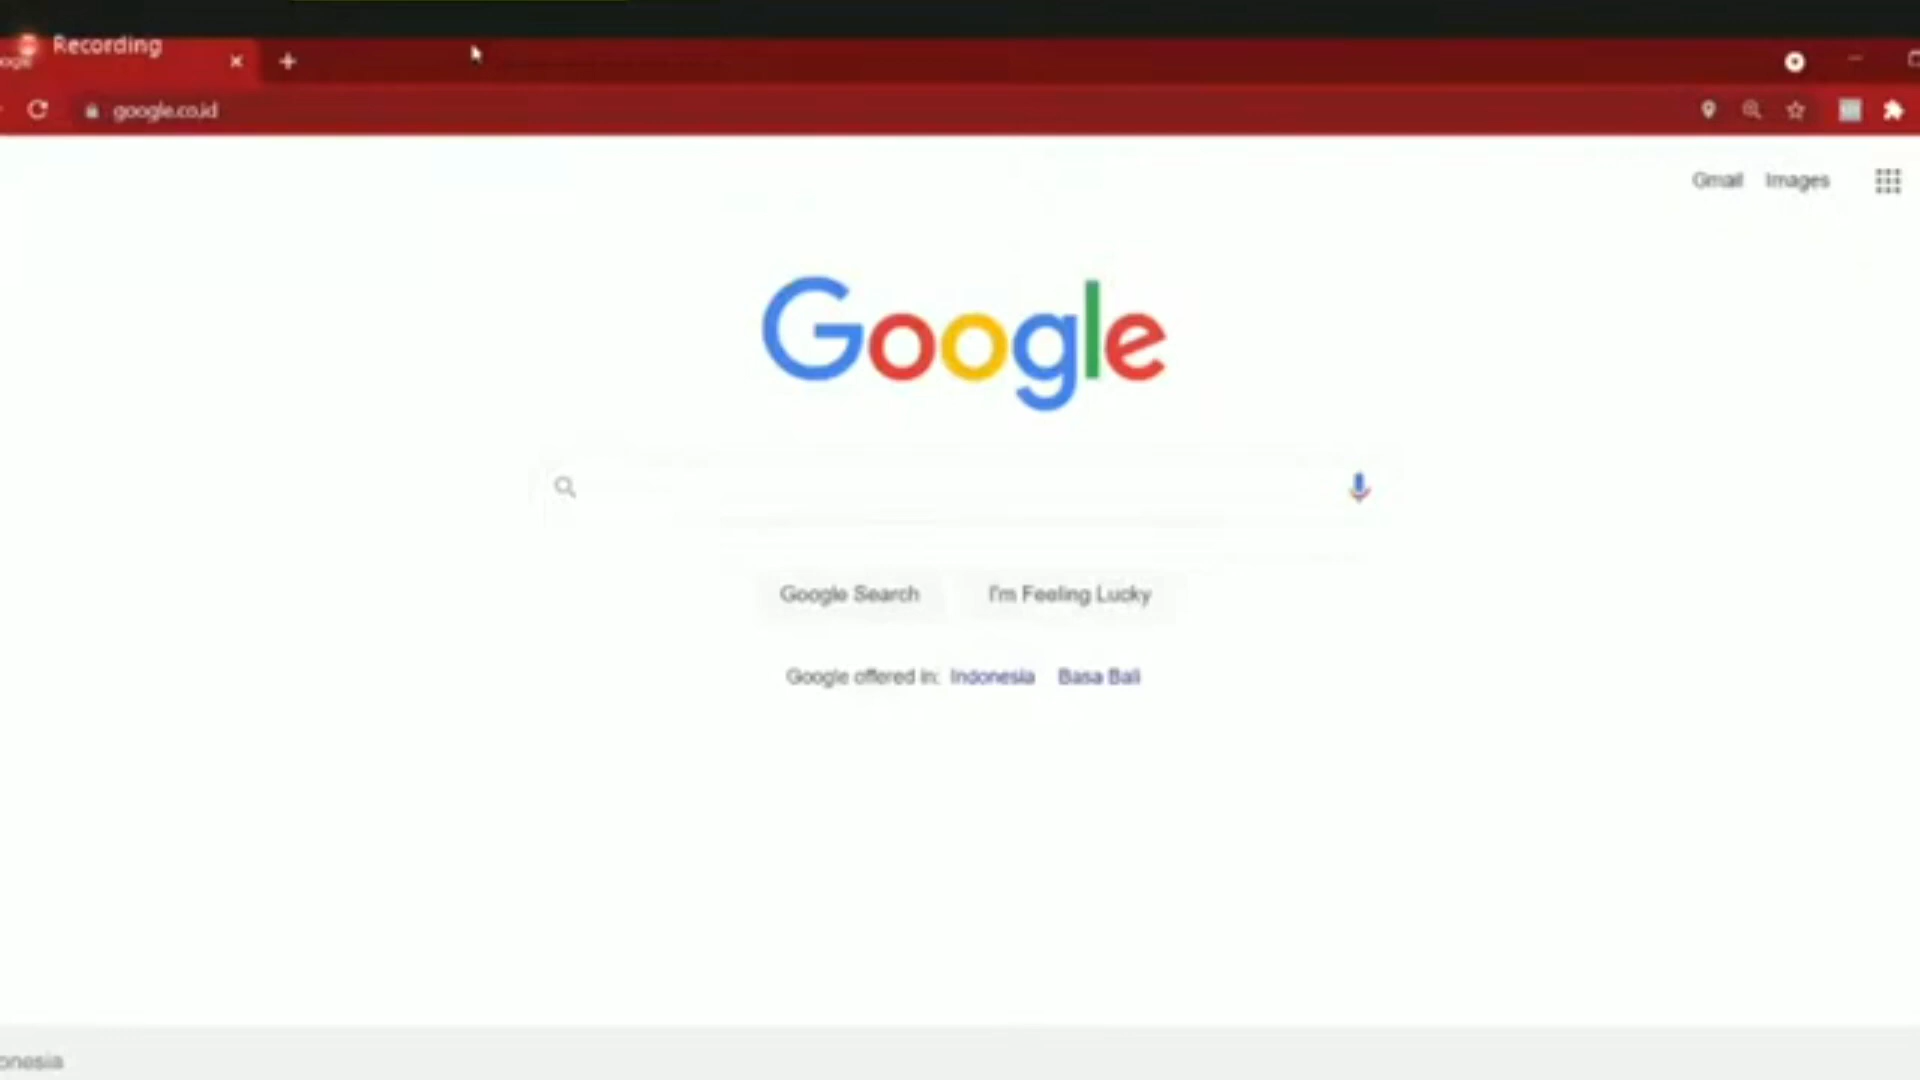 Recording
google.co.id
Gmail Images
Google
Google Search I'm Feeling Lucky
Google offered in: Indonesia Basa Bali
onesia